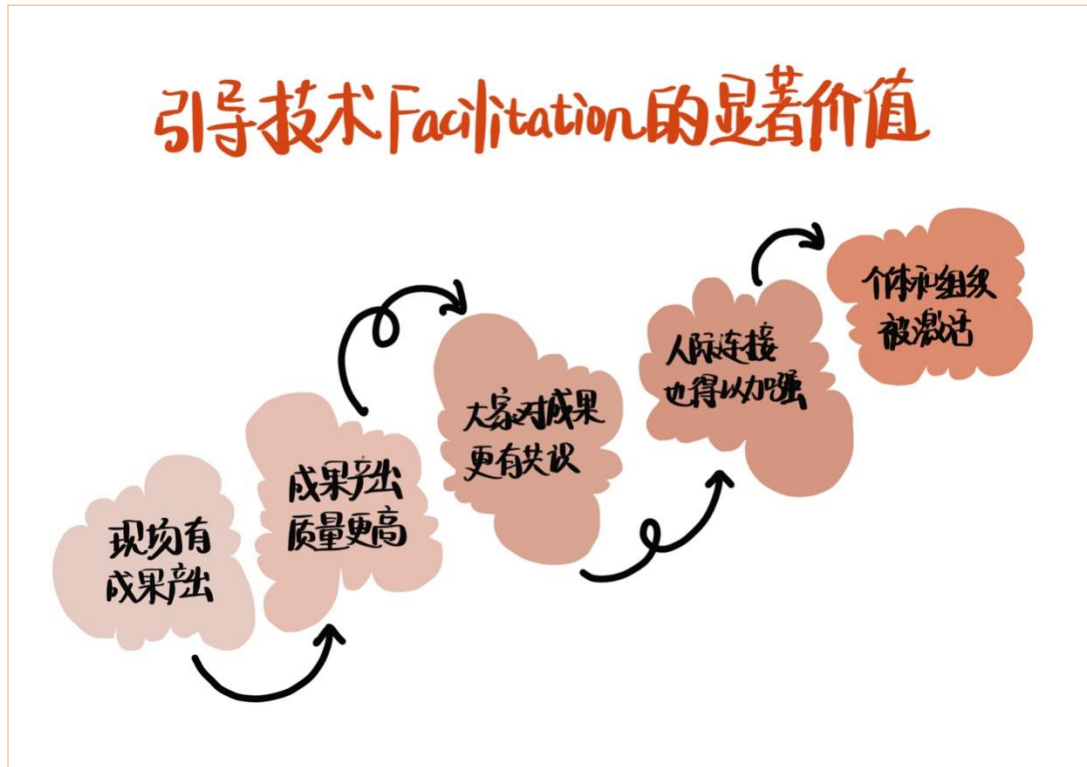 引导技术Facilitation的显著价值
现场有
成果产出
成果产出
质量更高
大家对成果
更有共识
人际连接
也得以加强
个体和组织
被激活